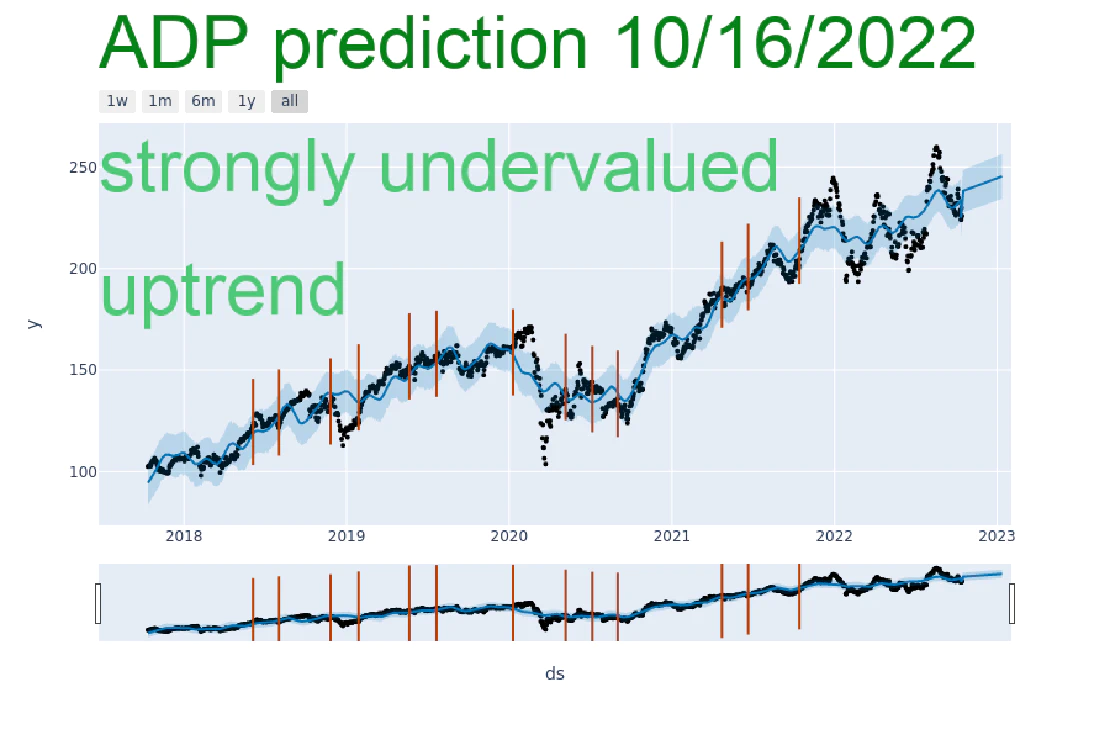 ADP prediction 10/16/2022
1w 1m 6m 1y all
strongly undervalued
uptrend
250
200
150
100
y
2018 2019 2020 2021 2022 2023
ds